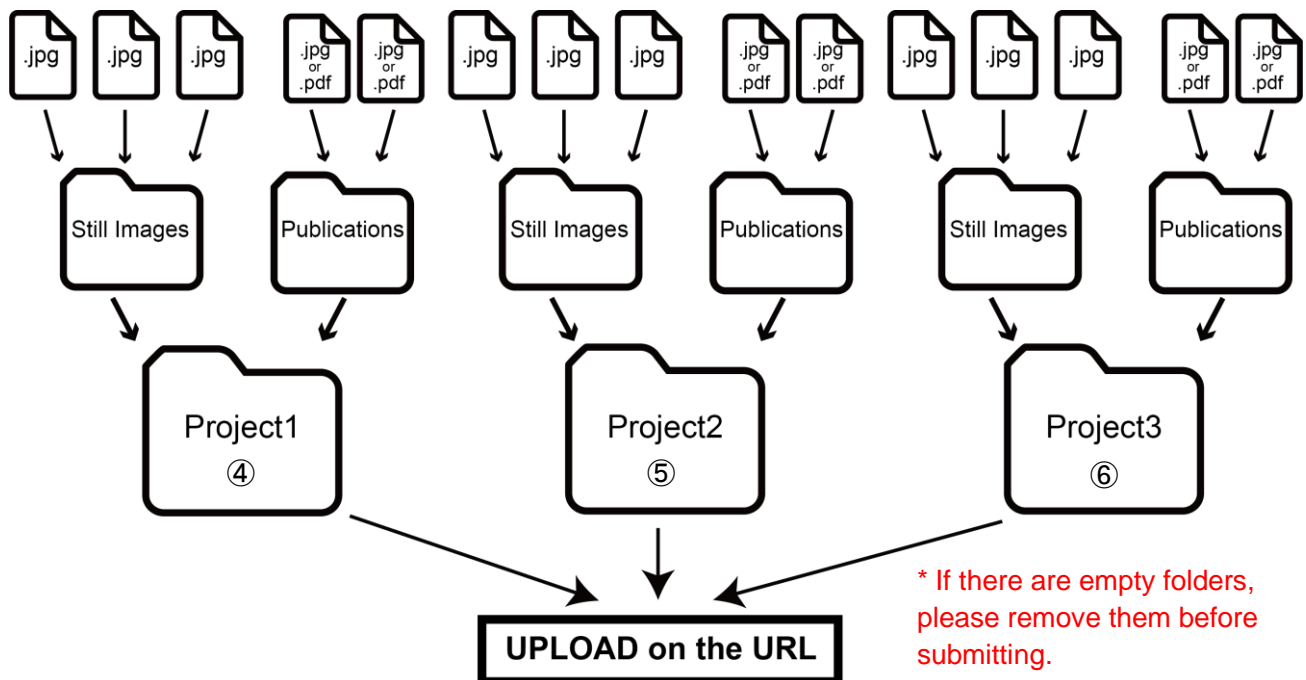 .jpg
.jpg
.jpg
.jpg
or
.pdf
.jpg
or
.pdf
.jpg
.jpg
.jpg
.jpg
or
.pdf
.jpg
or
.pdf
.jpg
.jpg
.jpg
.jpg
or
.pdf
.jpg
or
.pdf
Still Images
Publications
Still Images
Publications
Still Images
Publications
Project1
④
Project2
⑤
Project3
⑥
* If there are empty folders,
please remove them before
submitting.
UPLOAD on the URL